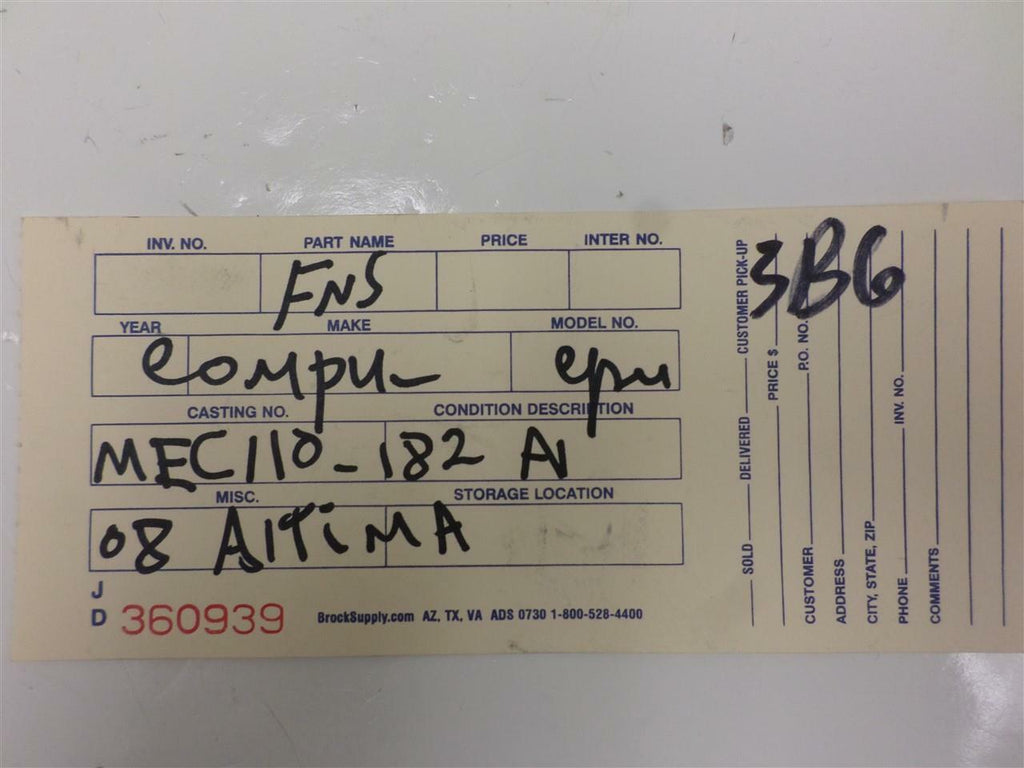 INV. NO. PART NAME PRICE INTER NO.
FNS
YEAR MAKE MODEL NO.
Compu- cpu
CASTING NO. CONDITION DESCRIPTION
MEC110-182 A1
MISC. STORAGE LOCATION
08 AlTiMA
J
D 360939 BrockSupply.com AZ, TX, VA ADS 0730 1-800-528-4400
3B6
SOLD DELIVERED CUSTOMER PICK-UP
PRICE $
CUSTOMER P.O. NO.
ADDRESS
CITY, STATE, ZIP
PHONE INV. NO.
COMMENTS